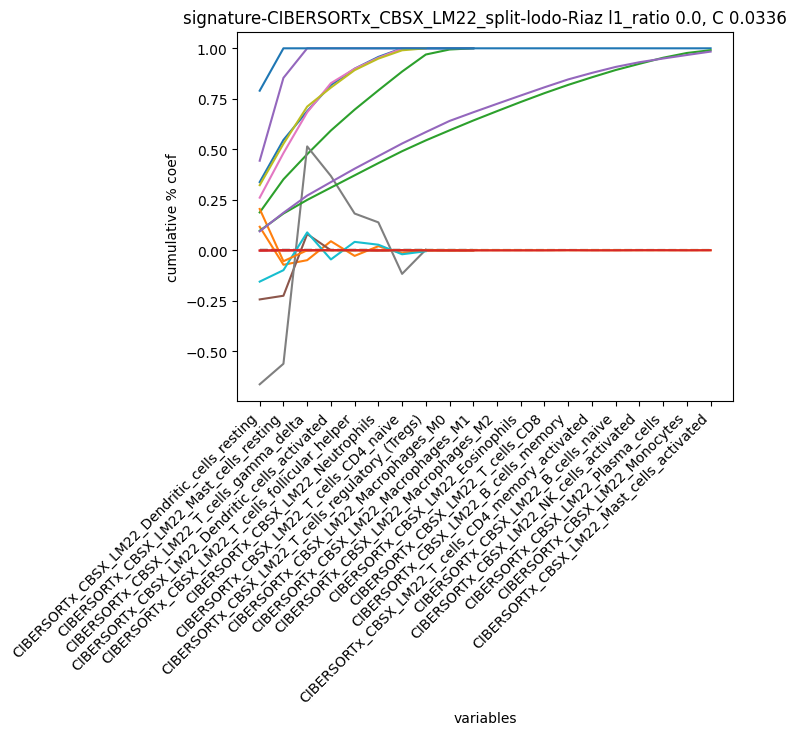 signature-CIBERSORTx_CBSX_LM22_split-lodo-Riaz l1_ratio 0.0, C 0.0336
1.00
0.75
0.50
0.25
0.00
−0.25
−0.50
cumulative % coef
CIBERSORTx_CBSX_LM22_Dendritic_cells_resting
CIBERSORTx_CBSX_LM22_Mast_cells_resting
CIBERSORTx_CBSX_LM22_T_cells_gamma_delta
CIBERSORTx_CBSX_LM22_Dendritic_cells_activated
CIBERSORTx_CBSX_LM22_T_cells_follicular_helper
CIBERSORTx_CBSX_LM22_Neutrophils
CIBERSORTx_CBSX_LM22_T_cells_CD4_naive
CIBERSORTx_CBSX_LM22_T_cells_regulatory_(Tregs)
CIBERSORTx_CBSX_LM22_Macrophages_M0
CIBERSORTx_CBSX_LM22_Macrophages_M1
CIBERSORTx_CBSX_LM22_Macrophages_M2
CIBERSORTx_CBSX_LM22_Eosinophils
CIBERSORTx_CBSX_LM22_T_cells_CD8
CIBERSORTx_CBSX_LM22_B_cells_memory
CIBERSORTx_CBSX_LM22_T_cells_CD4_memory_activated
CIBERSORTx_CBSX_LM22_B_cells_naive
CIBERSORTx_CBSX_LM22_NK_cells_activated
CIBERSORTx_CBSX_LM22_Plasma_cells
CIBERSORTx_CBSX_LM22_Monocytes
CIBERSORTx_CBSX_LM22_Mast_cells_activated
variables